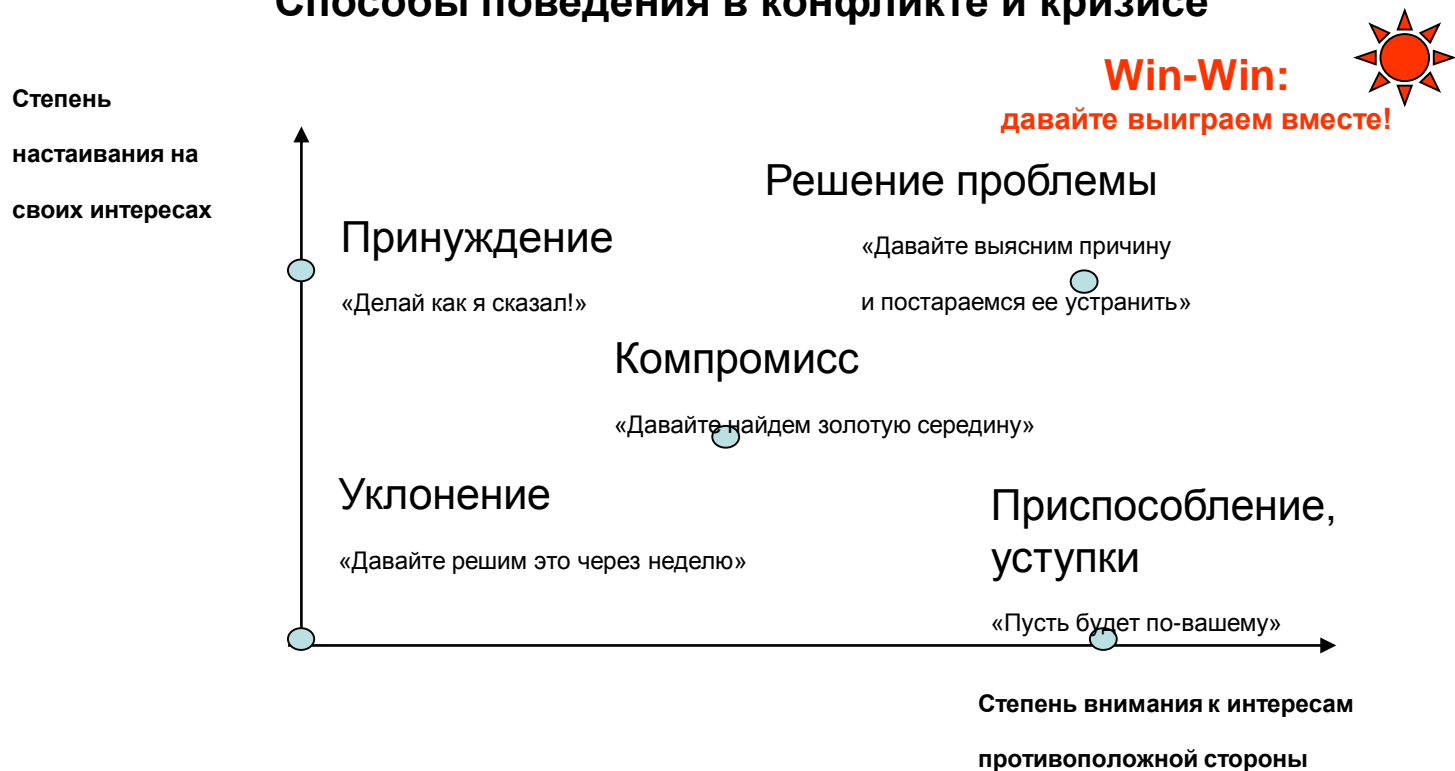 Способы поведения в конфликте и кризисе
Win-Win:
давайте выиграем вместе!
Степень
настаивания на
своих интересах
Решение проблемы
«Давайте выясним причину
и постараемся ее устранить»
Принуждение
«Делай как я сказал!»
Компромисс
«Давайте найдем золотую середину»
Уклонение
«Давайте решим это через неделю»
Приспособление,
уступки
«Пусть будет по-вашему»
Степень внимания к интересам
противоположной стороны